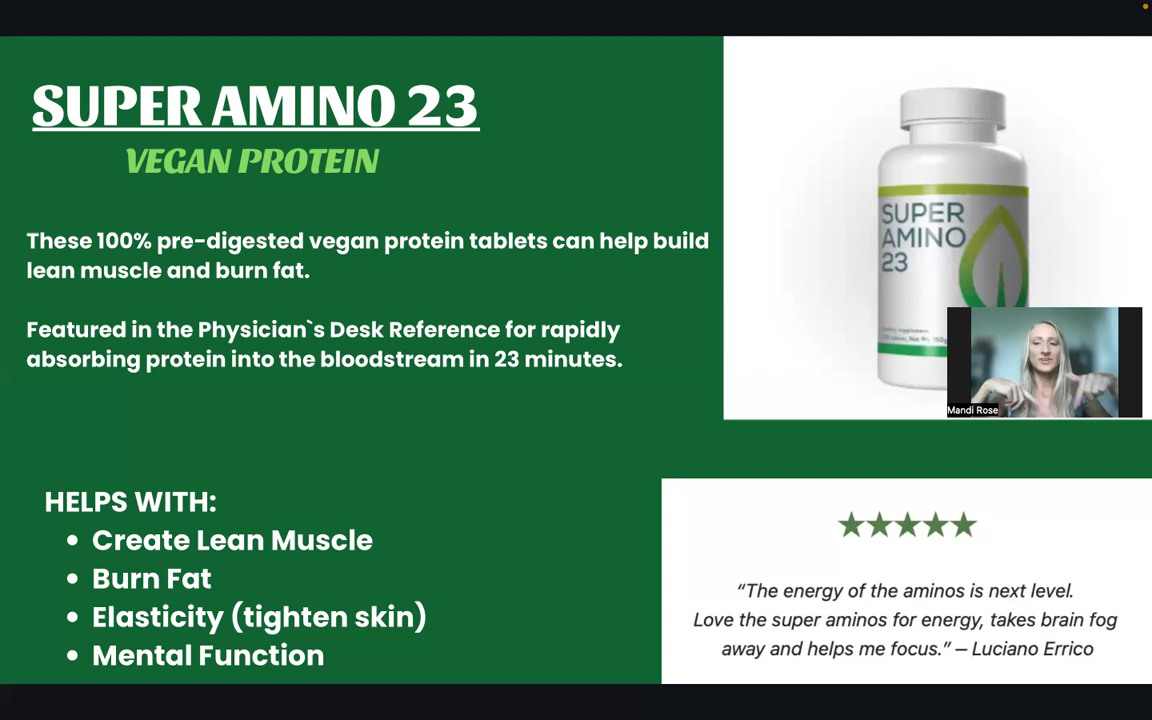 SUPER AMINO 23
VEGAN PROTEIN
These 100% pre-digested vegan protein tablets can help build
lean muscle and burn fat.
Featured in the Physician`s Desk Reference for rapidly
absorbing protein into the bloodstream in 23 minutes.
HELPS WITH:
• Create Lean Muscle
• Burn Fat
• Elasticity (tighten skin)
• Mental Function
SUPER
AMINO
23
Mandi Rose
“The energy of the aminos is next level.
Love the super aminos for energy, takes brain fog
away and helps me focus.” – Luciano Errico